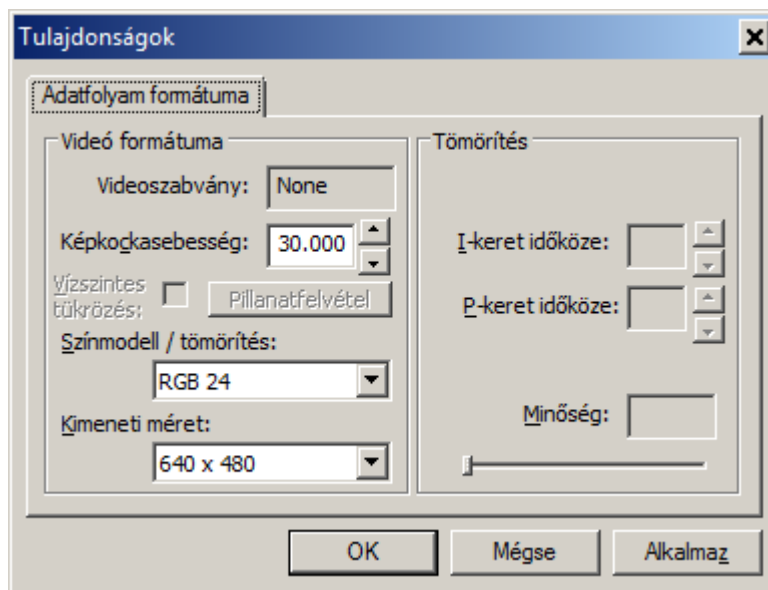 Tulajdonságok
Adatfolyam formátuma
Videó formátuma
Videoszabvány: None
Képkockasebesség: 30.000
Vízszintes
tükrözés:
Pillanatfelvétel
Színmodell / tömörítés:
RGB 24
Kimeneti méret:
640 x 480
Tömörítés
I-keret időköze:
P-keret időköze:
Minőség:
OK
Mégse
Alkalmaz